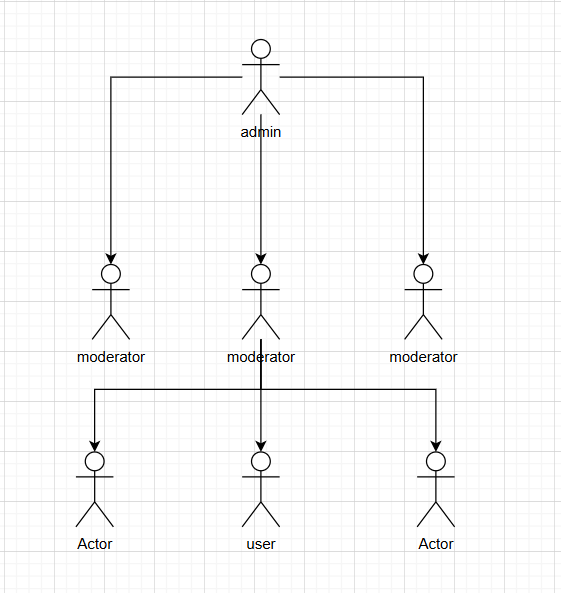 admin
moderator
moderator
moderator
Actor
user
Actor